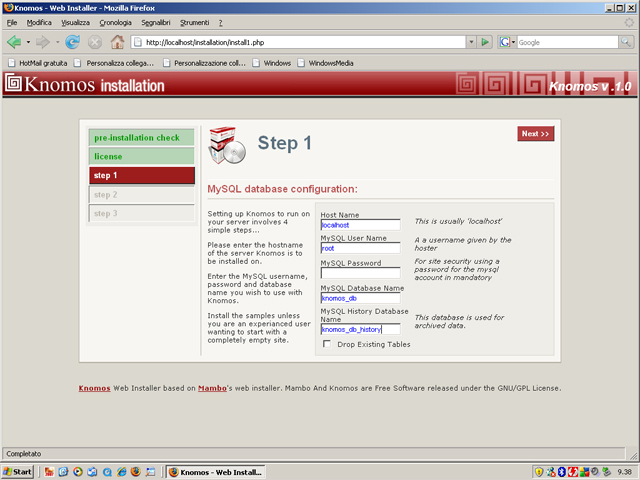 Knomos - Web Installer - Mozilla Firefox
File Modifica Visualizza Cronologia Segnalibri Strumenti ?
http://localhost/installation/install1.php
Google
HotMail gratuita Personalizza collega... Personalizzazione coll... Windows WindowsMedia
Knomos installation
Knomos v .1.0
pre-installation check
license
step 1
step 2
step 3
Step 1
Next >>
MySQL database configuration:
Setting up Knomos to run on
your server involves 4
simple steps...
Please enter the hostname
of the server Knomos is to
be installed on.
Enter the MySQL username,
password and database
name you wish to use with
Knomos.
Install the samples unless
you are an experianced user
wanting to start with a
completely empty site.
Host Name
localhost
This is usually 'localhost'
MySQL User Name
root
A a username given by the
hoster
MySQL Password
For site security using a
password for the mysql
account in mandatory
MySQL Database Name
knomos_db
MySQL History Database
Name
knomos_db_history
This database is used for
archived data.
Drop Existing Tables
Knomos Web Installer based on Mambo's web installer. Mambo And Knomos are Free Software released under the GNU/GPL License.
Completato
Start
Knomos - Web Install...
9.38